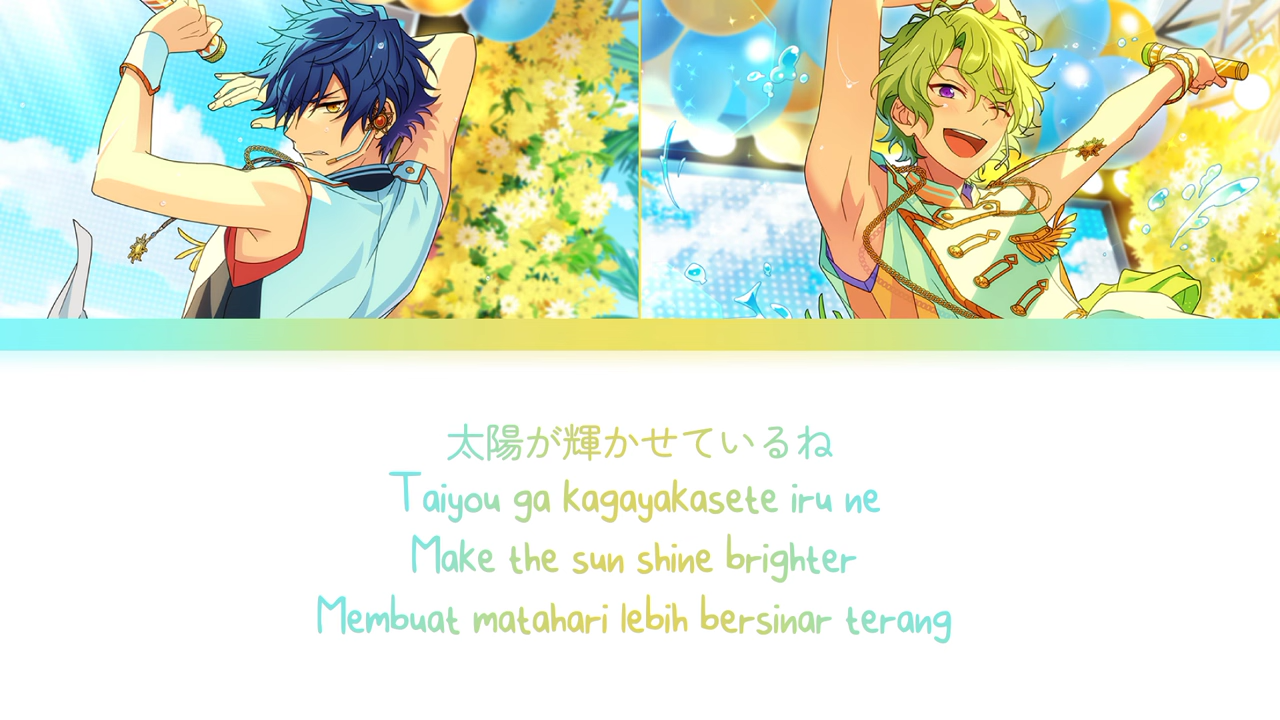 太陽が輝かせているね
Taiyou ga kagayakasete iru ne
Make the sun shine brighter
Membuat matahari lebih bersinar terang